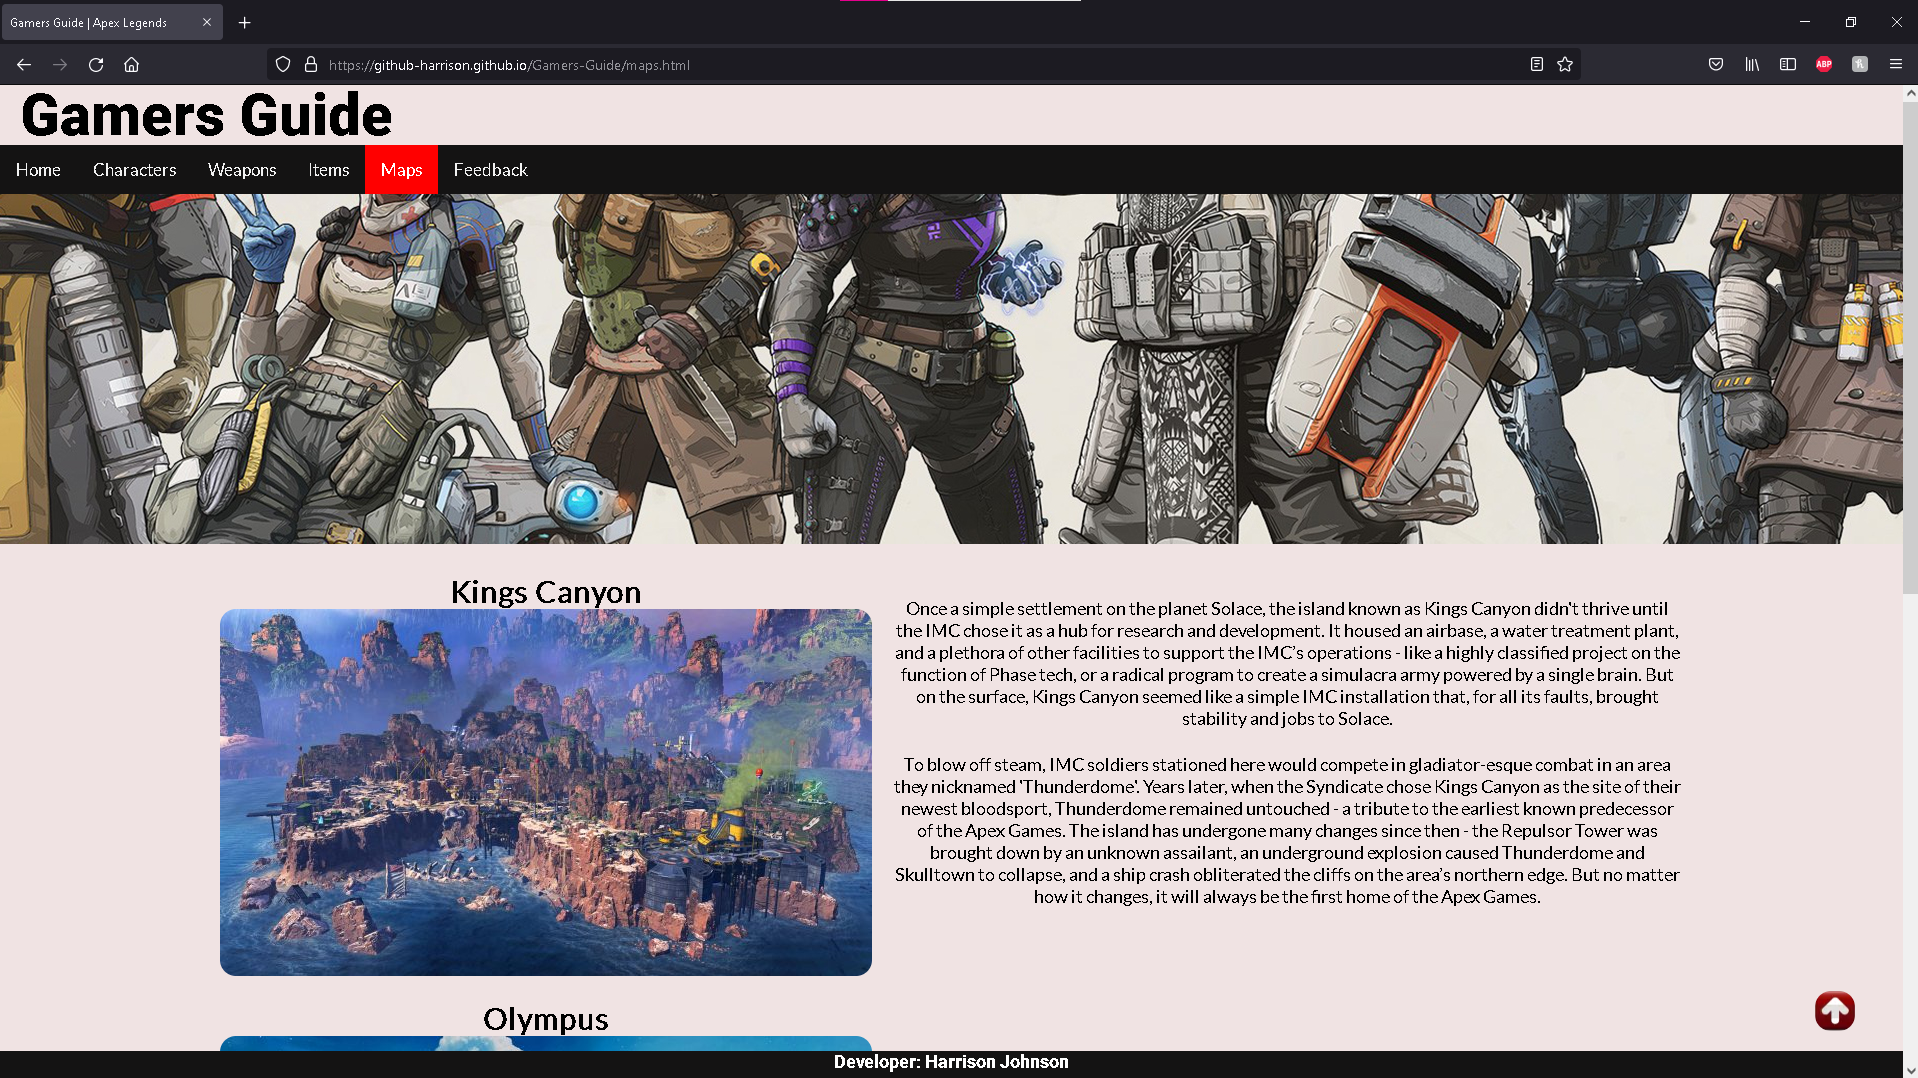 Gamers Guide | Apex Legends
https://github-harrison.github.io/Gamers-Guide/maps.html
ABP
Gamers Guide
Home Characters Weapons Items Maps Feedback
Kings Canyon
Once a simple settlement on the planet Solace, the island known as Kings Canyon didn't thrive until
the IMC chose it as a hub for research and development. It housed an airbase, a water treatment plant,
and a plethora of other facilities to support the IMC’s operations - like a highly classified project on the
function of Phase tech, or a radical program to create a simulacra army powered by a single brain. But
on the surface, Kings Canyon seemed like a simple IMC installation that, for all its faults, brought
stability and jobs to Solace.
To blow off steam, IMC soldiers stationed here would compete in gladiator-esque combat in an area
they nicknamed 'Thunderdome'. Years later, when the Syndicate chose Kings Canyon as the site of their
newest bloodsport, Thunderdome remained untouched - a tribute to the earliest known predecessor
of the Apex Games. The island has undergone many changes since then - the Repulsor Tower was
brought down by an unknown assailant, an underground explosion caused Thunderdome and
Skulltown to collapse, and a ship crash obliterated the cliffs on the area’s northern edge. But no matter
how it changes, it will always be the first home of the Apex Games.
Olympus
Developer: Harrison Johnson